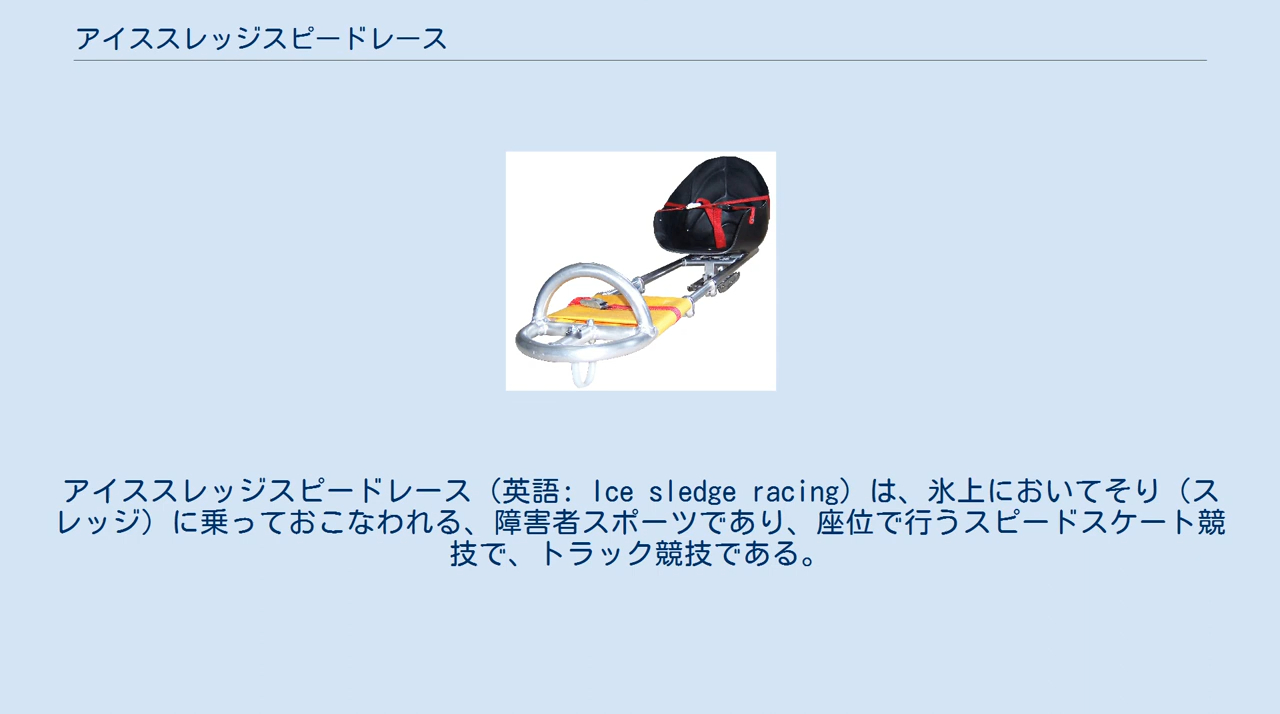 アイススレッジスピードレース
アイススレッジスピードレース（英語: Ice sledge racing）は、氷上においてそり（ス
レッジ）に乗っておこなわれる、障害者スポーツであり、座位で行うスピードスケート競
技で、トラック競技である。